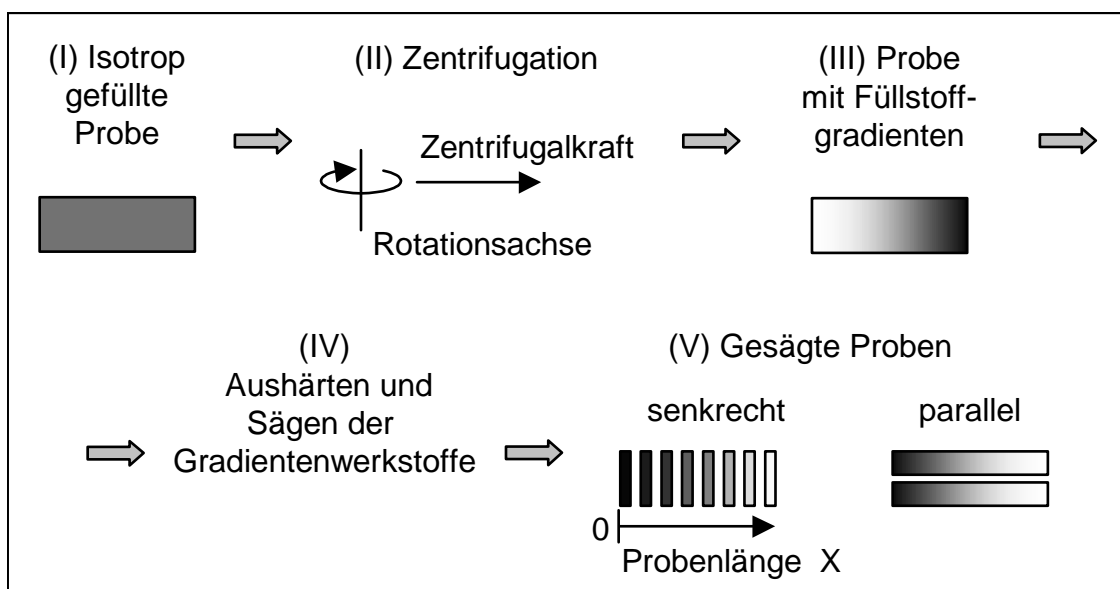 (I) Isotrop
gefüllte
Probe
(II) Zentrifugation
Zentrifugalkraft
Rotationsachse
(III) Probe
mit Füllstoff-
gradienten
(IV)
Aushärten und
Sägen der
Gradientenwerkstoffe
(V) Gesägte Proben
senkrecht
parallel
0
Probenlänge X